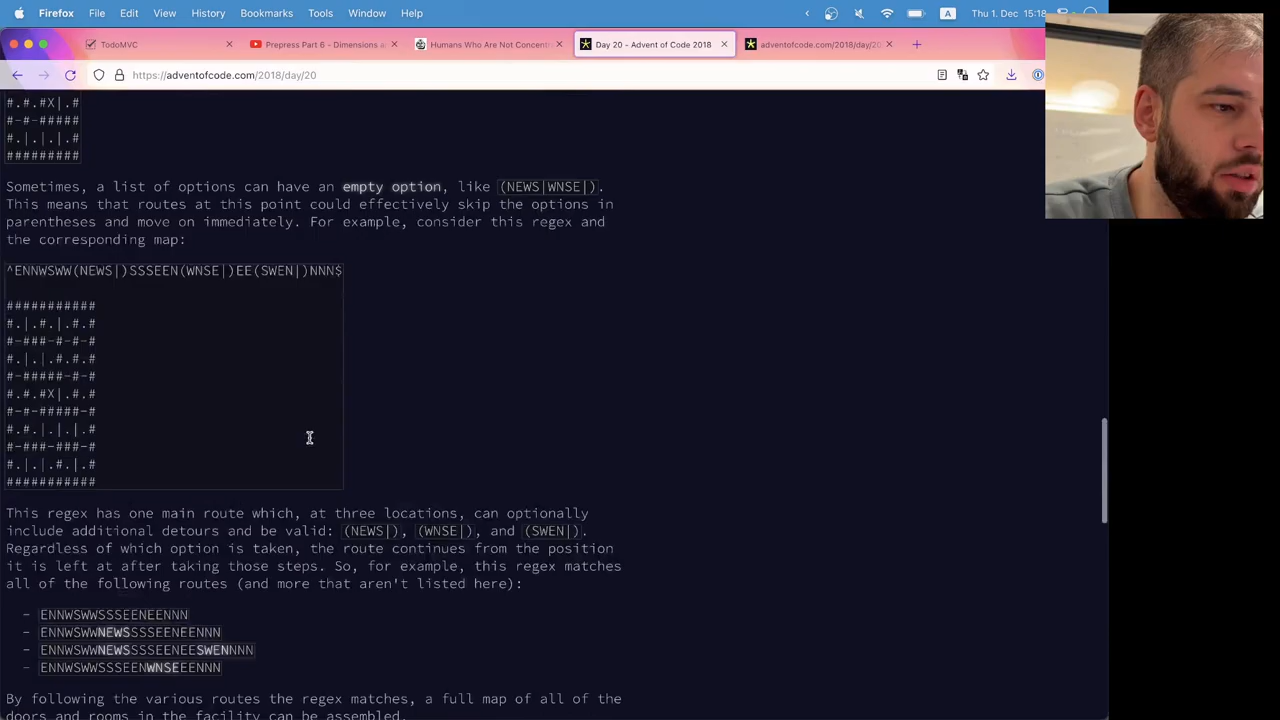 Firefox File Edit View History Bookmarks Tools Window Help
A Thu 1. Dec 15:18
TodoMVC
Prepress Part 6 - Dimensions a
Humans Who Are Not Concent
Day 20 - Advent of Code 2018
adventofcode.com/2018/day/20
https://adventofcode.com/2018/day/20
#.#.#X|.#
#-#-#####
#.|.|.|.#
#########
Sometimes, a list of options can have an empty option, like (NEWS|WNSE|).
This means that routes at this point could effectively skip the options in
parentheses and move on immediately. For example, consider this regex and
the corresponding map:
^ENNWSWW(NEWS|)SSSEEN(WNSE|)EE(SWEN|)NNN$
###########
#.|.#.|.#.#
#-###-#-#-#
#.|.|.#.#.#
#-#####-#-#
#.#.#X|.#.#
#-#-#####-#
#.#.|.|.|.#
#-###-###-#
#.|.|.#.|.#
###########
This regex has one main route which, at three locations, can optionally
include additional detours and be valid: (NEWS|), (WNSE|), and (SWEN|).
Regardless of which option is taken, the route continues from the position
it is left at after taking those steps. So, for example, this regex matches
all of the following routes (and more that aren't listed here):
- ENNWSWWSSSEENEENNN
- ENNWSWWNEWSSSSEENEENNN
- ENNWSWWNEWSSSSEENEESWENNNN
- ENNWSWWSSSEENWNSEEENNN
By following the various routes the regex matches, a full map of all of the
doors and rooms in the facility can be assembled.